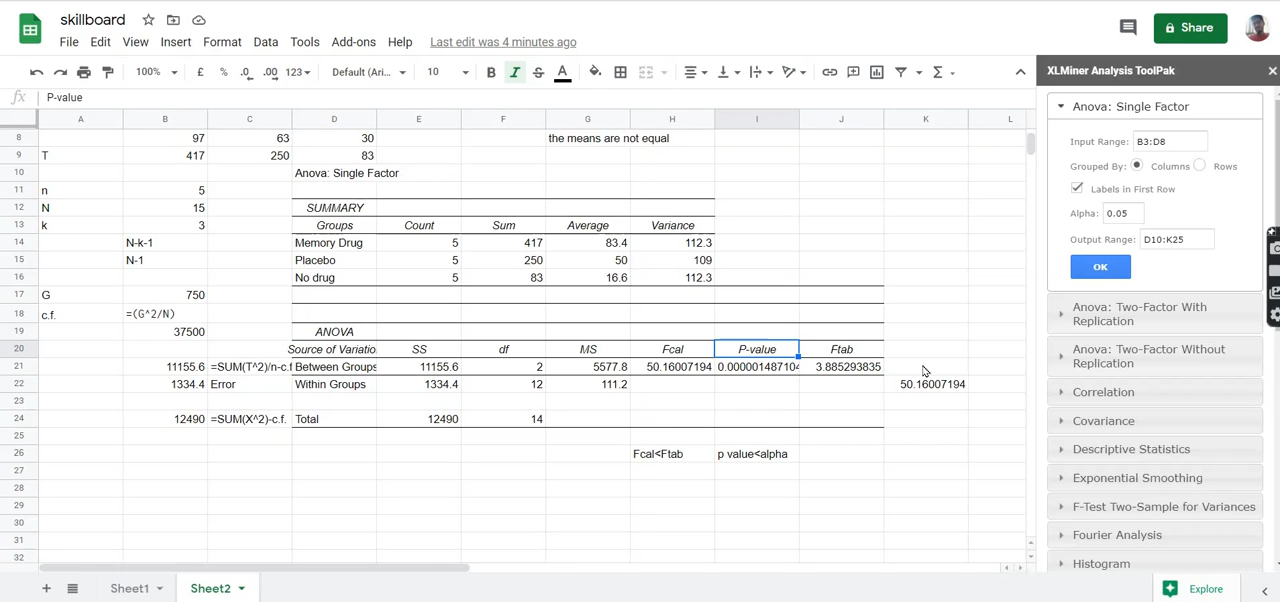 skillboard
File Edit View Insert Format Data Tools Add-ons Help Last edit was 4 minutes ago
Share
100% £ % .0 .00 123 Default (Ari... 10 B I S A Σ
fx P-value
A B C D E F G H I J K L
8 97 63 30 the means are not equal
9 T 417 250 83
10 Anova: Single Factor
11 n 5
12 N 15 SUMMARY
13 k 3 Groups Count Sum Average Variance
14 N-k-1 Memory Drug 5 417 83.4 112.3
15 N-1 Placebo 5 250 50 109
16 No drug 5 83 16.6 112.3
17 G 750
18 c.f. =(G^2/N)
19 37500 ANOVA
20 Source of Variatio SS df MS Fcal P-value Ftab
21 11155.6 =SUM(T^2)/n-c.f Between Groups 11155.6 2 5577.8 50.16007194 0.000001487104 3.885293835
22 1334.4 Error Within Groups 1334.4 12 111.2 50.16007194
23
24 12490 =SUM(X^2)-c.f. Total 12490 14
25
26 Fcal<Ftab p value<alpha
27
28
29
30
31
32
Sheet1 Sheet2 Explore
XLMiner Analysis ToolPak
Anova: Single Factor
Input Range: B3:D8
Grouped By: Columns Rows
Labels in First Row
Alpha: 0.05
Output Range: D10:K25
OK
Anova: Two-Factor With
Replication
Anova: Two-Factor Without
Replication
Correlation
Covariance
Descriptive Statistics
Exponential Smoothing
F-Test Two-Sample for Variances
Fourier Analysis
Histogram